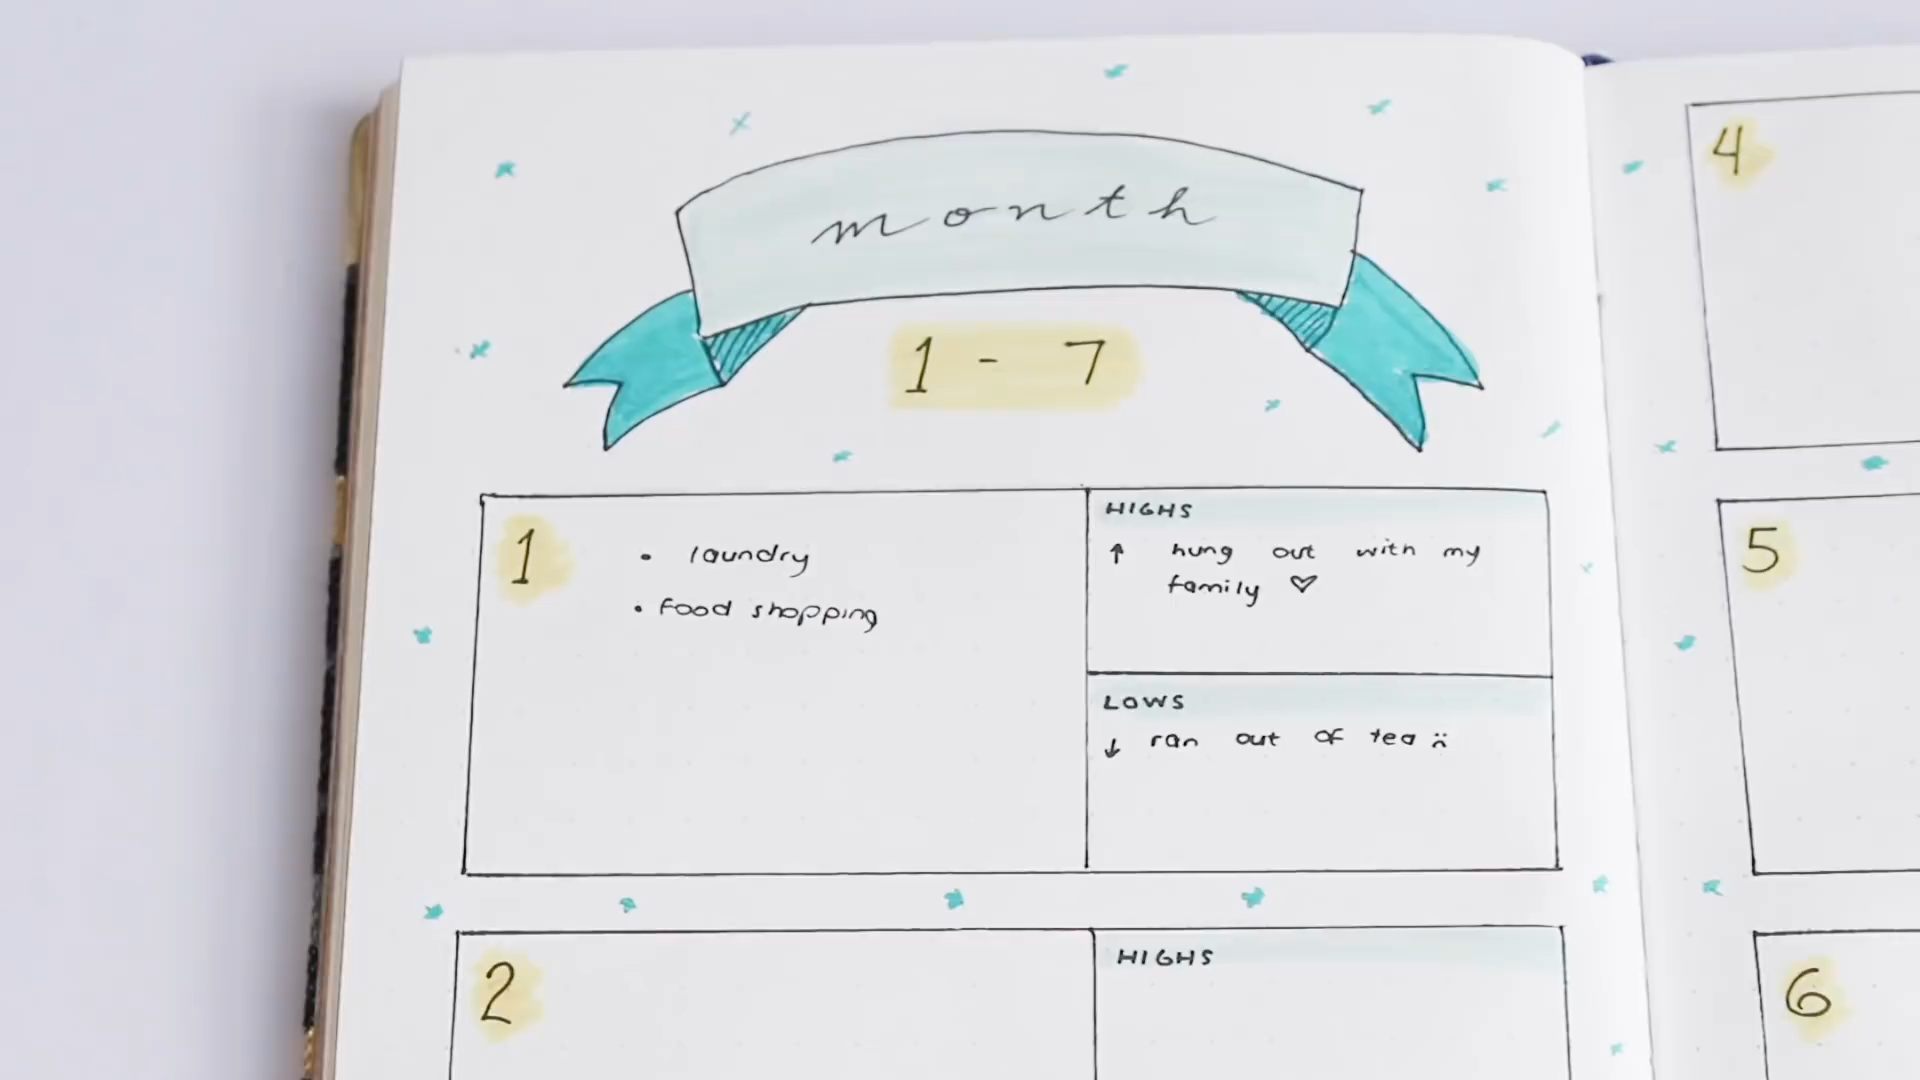 month
1 - 7
1
• laundry
• food shopping
HIGHS
↑ hung out with my
family ♡
LOWS
↓ ran out of tea ¨̑
2
HIGHS
4
5
6